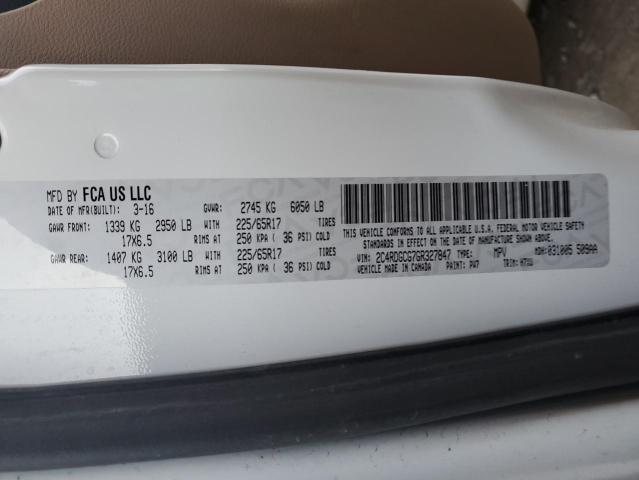 MFD BY FCA US LLC
DATE OF MFR(BUILT): 3-16 GVWR: 2745 KG 6050 LB
GAWR FRONT: 1339 KG 2950 LB WITH 225/65R17 TIRES
17X6.5 RIMS AT 250 KPA ( 36 PSI) COLD
GAWR REAR: 1407 KG 3100 LB WITH 225/65R17 TIRES
17X6.5 RIMS AT 250 KPA ( 36 PSI) COLD
THIS VEHICLE CONFORMS TO ALL APPLICABLE U.S.A. FEDERAL MOTOR VEHICLE SAFETY
STANDARDS IN EFFECT ON THE DATE OF MANUFACTURE SHOWN ABOVE.
VIN: 2C4RDGCG7GR327847 TYPE: MPV MDH: 031005 509AA
VEHICLE MADE IN CANADA PAINT: PW7 TRIM: